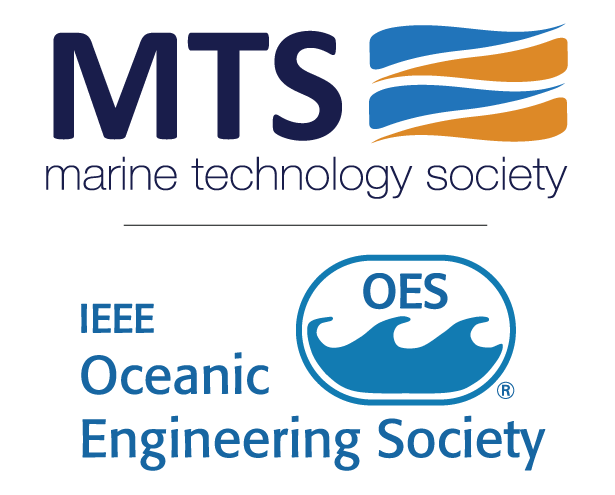 MTS
marine technology society
OES
IEEE
Oceanic
®
Engineering Society